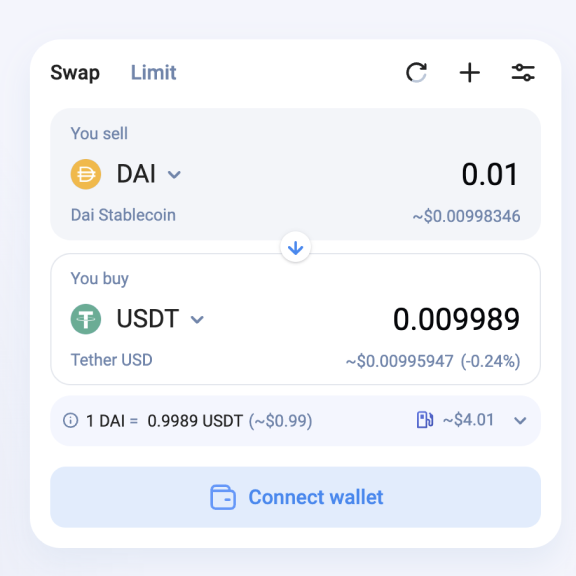 Swap Limit
You sell
DAI 0.01
Dai Stablecoin ~$0.00998346
You buy
USDT 0.009989
Tether USD ~$0.00995947 (-0.24%)
1 DAI = 0.9989 USDT (~$0.99) ~$4.01
Connect wallet